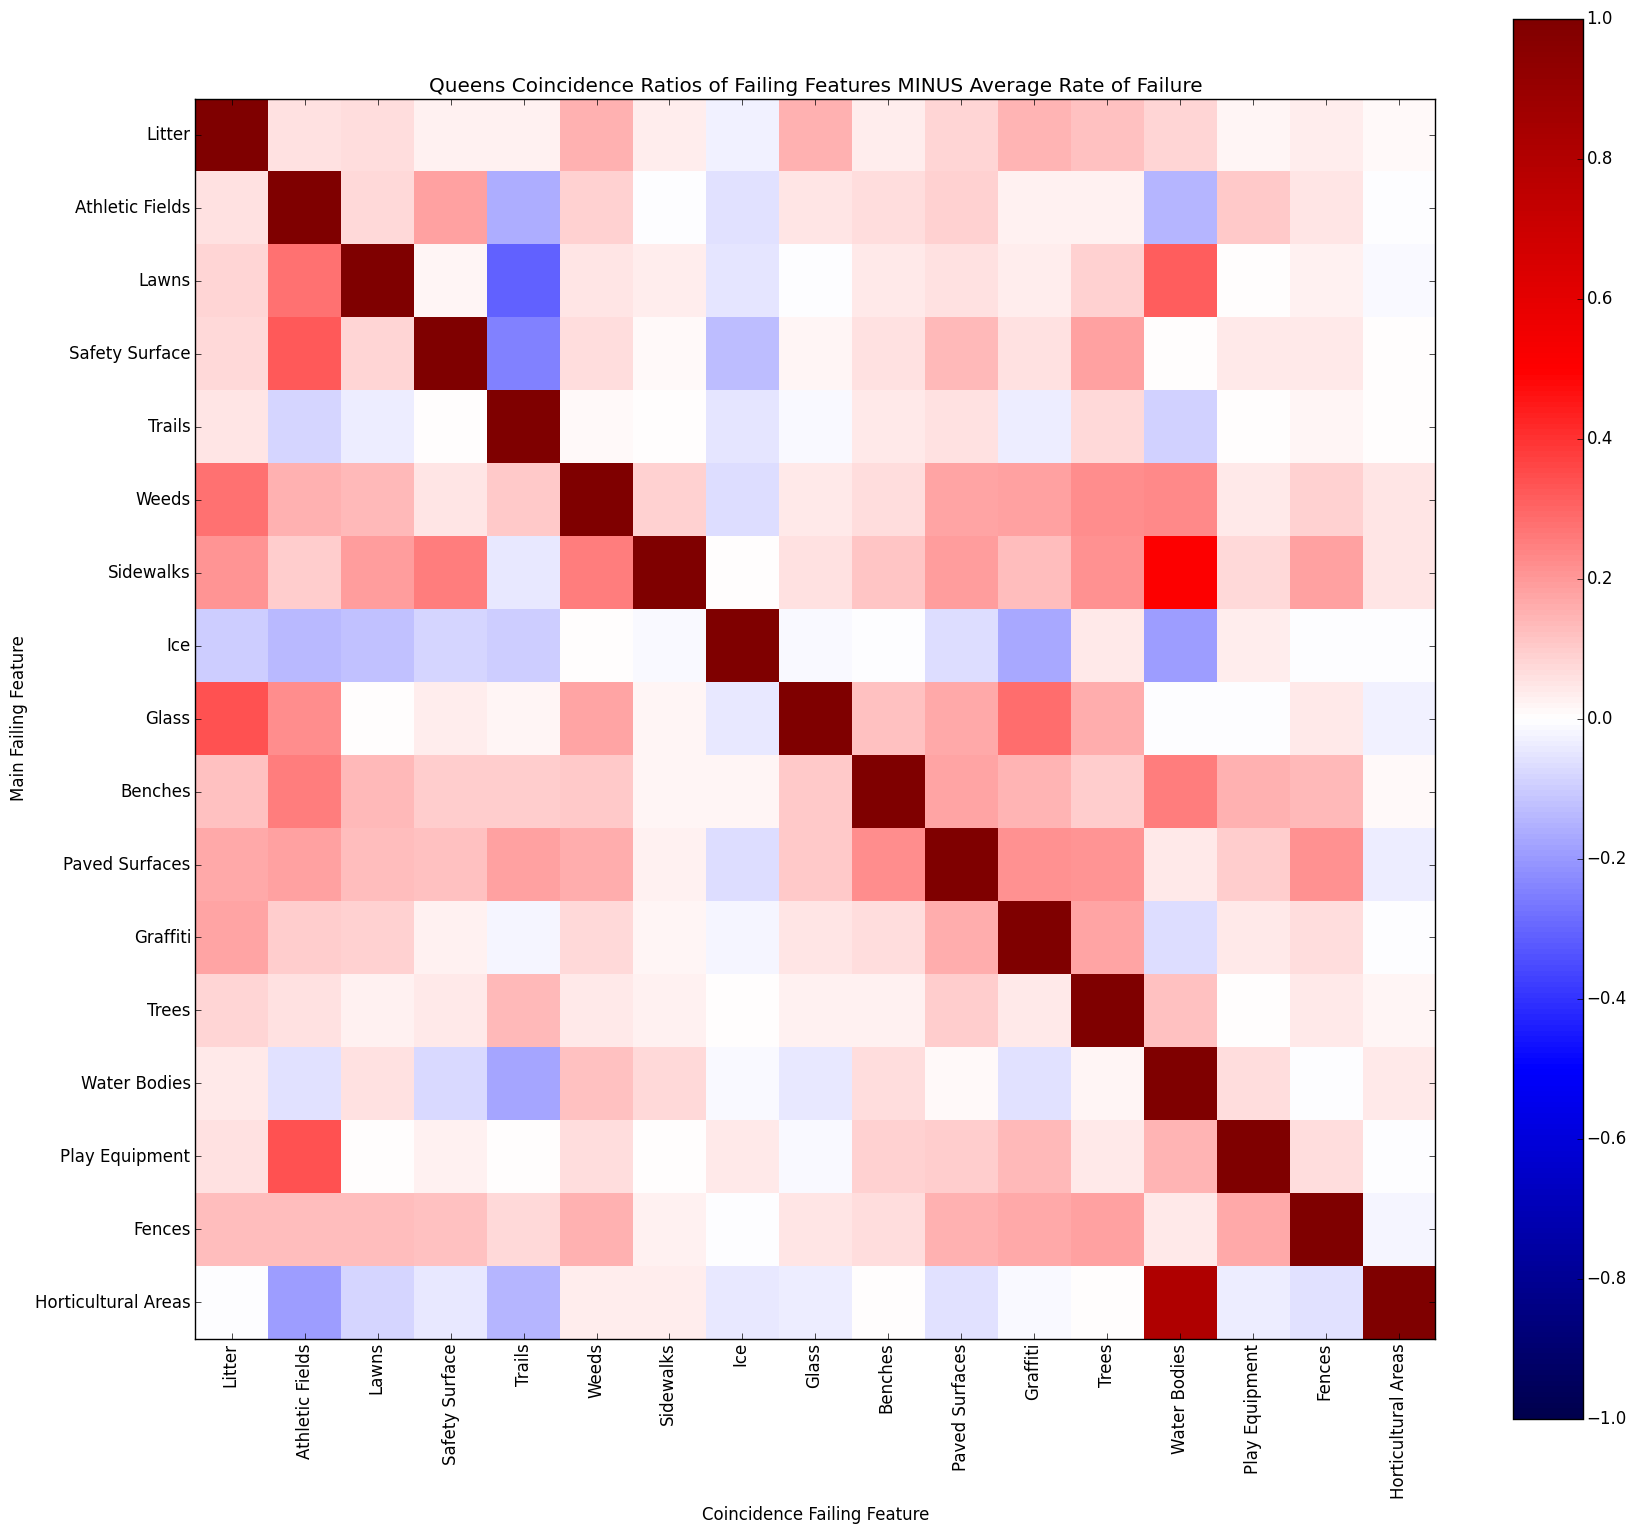 Queens Coincidence Ratios of Failing Features MINUS Average Rate of Failure
Main Failing Feature
Litter
Athletic Fields
Lawns
Safety Surface
Trails
Weeds
Sidewalks
Ice
Glass
Benches
Paved Surfaces
Graffiti
Trees
Water Bodies
Play Equipment
Fences
Horticultural Areas
Litter
Athletic Fields
Lawns
Safety Surface
Trails
Weeds
Sidewalks
Ice
Glass
Benches
Paved Surfaces
Graffiti
Trees
Water Bodies
Play Equipment
Fences
Horticultural Areas
Coincidence Failing Feature
1.0
0.8
0.6
0.4
0.2
0.0
−0.2
−0.4
−0.6
−0.8
−1.0